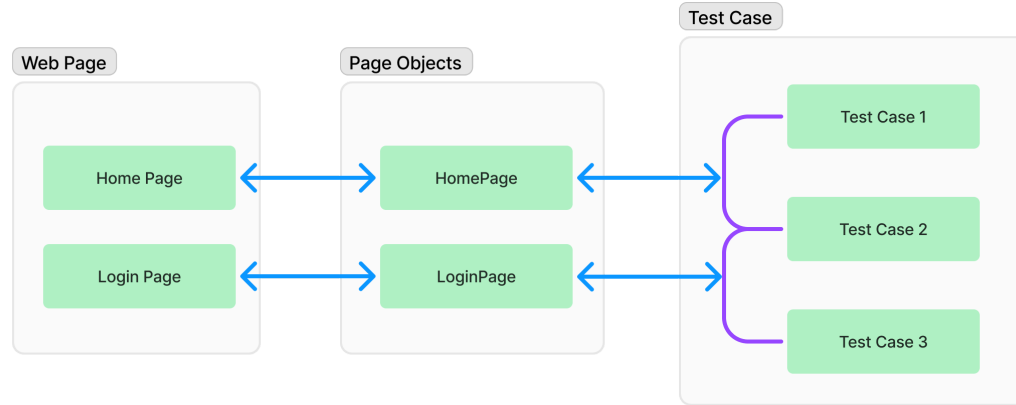 Web Page
Home Page
Login Page
Page Objects
HomePage
LoginPage
Test Case
Test Case 1
Test Case 2
Test Case 3